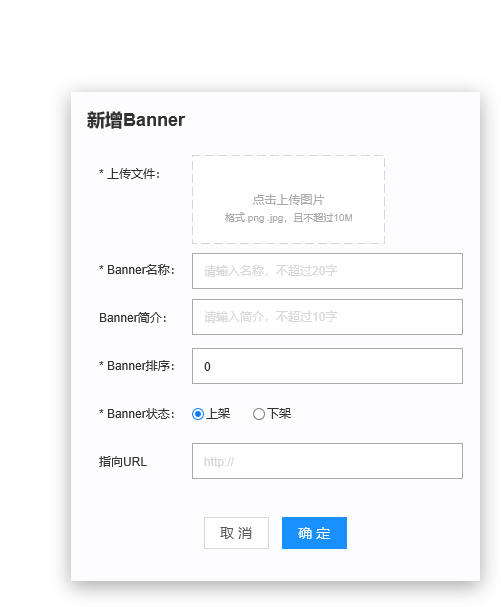 新增Banner
* 上传文件：
点击上传图片
格式.png .jpg，且不超过10M
* Banner名称：
请输入名称，不超过20字
Banner简介：
请输入简介，不超过10字
* Banner排序：
0
* Banner状态：
上架 下架
指向URL
http://
取 消 确 定